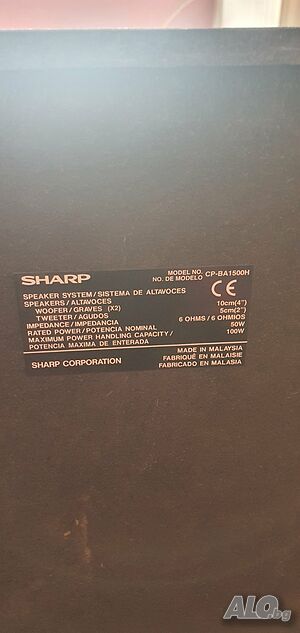 SHARP
MODEL NO. CP-BA1500H
NO. DE MODELO
CE
SPEAKER SYSTEM / SISTEMA DE ALTAVOCES
SPEAKERS / ALTAVOCES
WOOFER / GRAVES (X2) 10cm(4")
TWEETER / AGUDOS 5cm(2")
IMPEDANCE / IMPEDANCIA 6 OHMS / 6 OHMIOS
RATED POWER / POTENCIA NOMINAL 50W
MAXIMUM POWER HANDLING CAPACITY / 100W
POTENCIA MAXIMA DE ENTERADA
SHARP CORPORATION
MADE IN MALAYSIA
FABRIQUÉ EN MALAISIE
FABRICADO EN MALASIA
ALO.bg